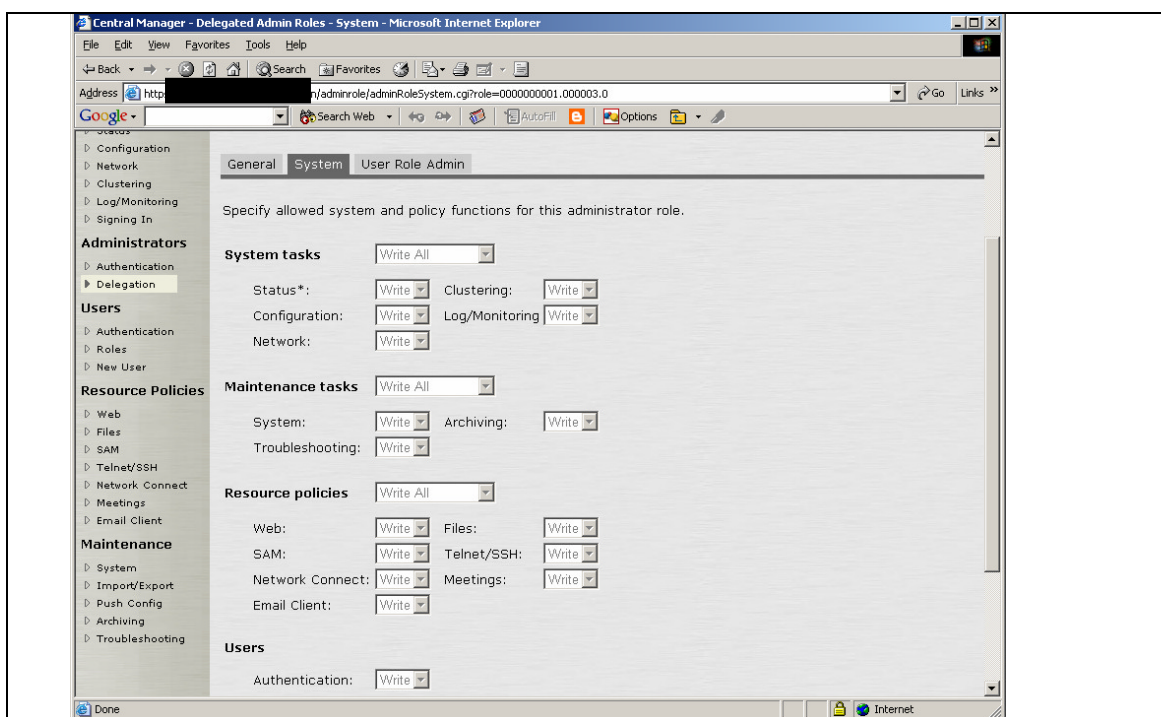 Central Manager - Delegated Admin Roles - System - Microsoft Internet Explorer
File Edit View Favorites Tools Help
Back Search Favorites
Address http n/adminrole/adminRoleSystem.cgi?role=0000000001.000003.0 Go Links »
Google Search Web AutoFill Options
Status
Configuration
Network
Clustering
Log/Monitoring
Signing In
Administrators
Authentication
Delegation
Users
Authentication
Roles
New User
Resource Policies
Web
Files
SAM
Telnet/SSH
Network Connect
Meetings
Email Client
Maintenance
System
Import/Export
Push Config
Archiving
Troubleshooting
General System User Role Admin
Specify allowed system and policy functions for this administrator role.
System tasks Write All
Status*: Write Clustering: Write
Configuration: Write Log/Monitoring Write
Network: Write
Maintenance tasks Write All
System: Write Archiving: Write
Troubleshooting: Write
Resource policies Write All
Web: Write Files: Write
SAM: Write Telnet/SSH: Write
Network Connect: Write Meetings: Write
Email Client: Write
Users
Authentication: Write
Done Internet